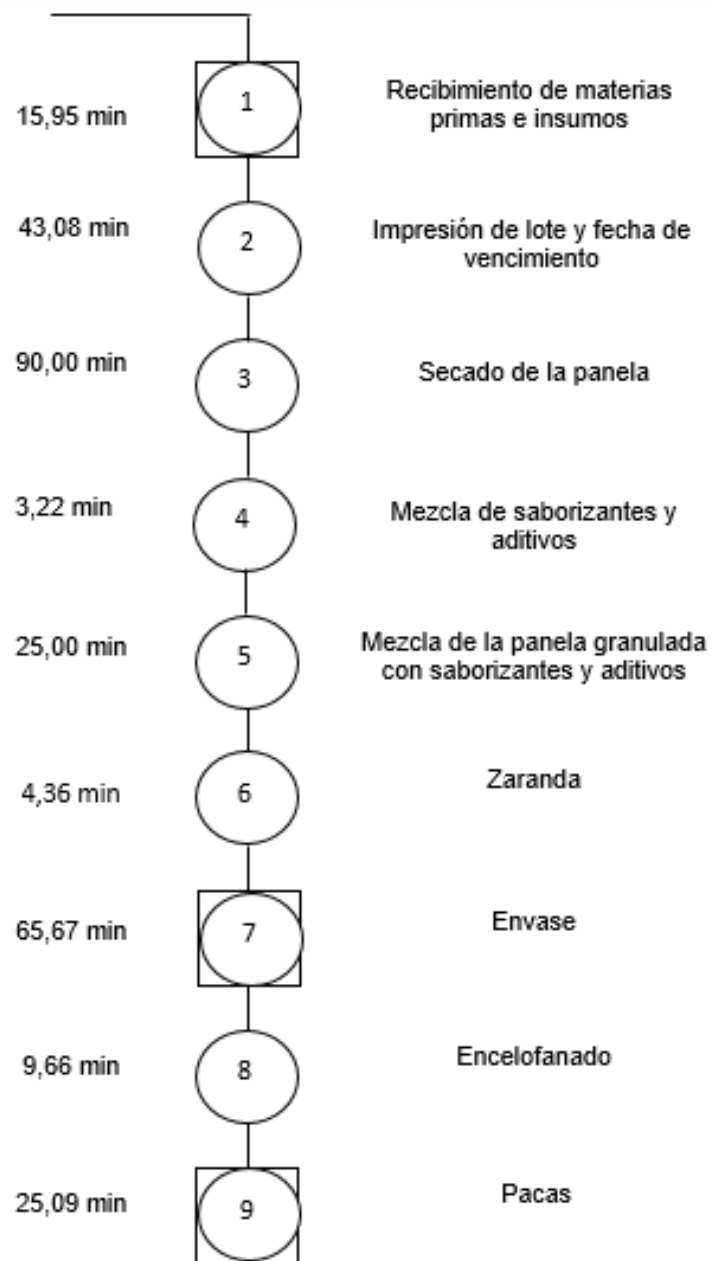 1
15,95 min
Recibimiento de materias
primas e insumos
43,08 min
2
Impresión de lote y fecha de
vencimiento
90,00 min
3
Secado de la panela
3,22 min
4
Mezcla de saborizantes y
aditivos
25,00 min
5
Mezcla de la panela granulada
con saborizantes y aditivos
4,36 min
6
Zaranda
65,67 min
7
Envase
9,66 min
8
Encelofanado
25,09 min
9
Pacas